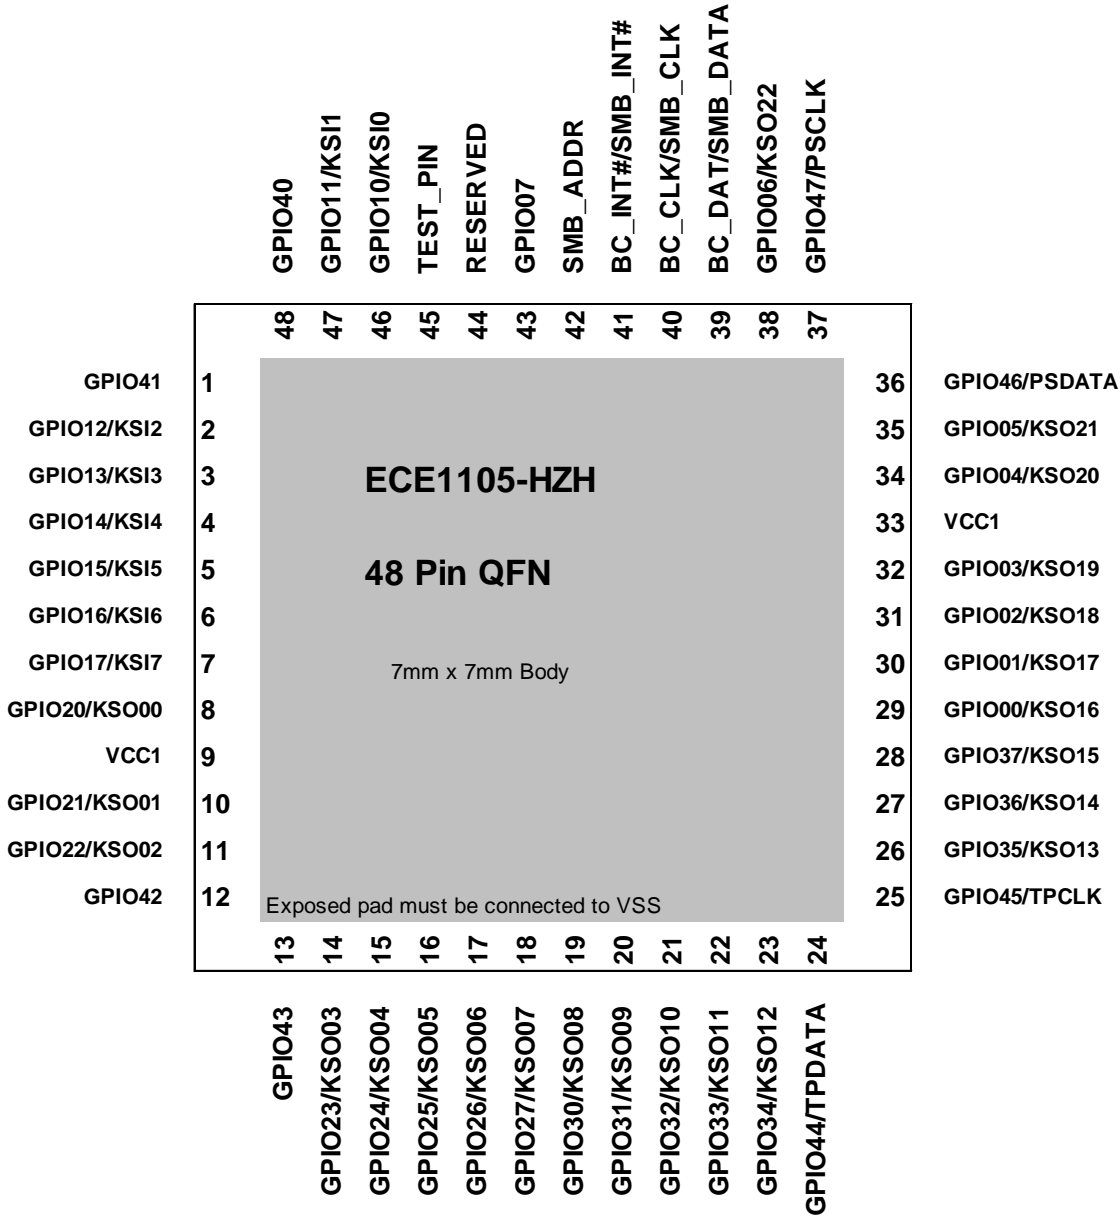 GPIO40
GPIO11/KSI1
GPIO10/KSI0
TEST_PIN
RESERVED
GPIO07
SMB_ADDR
BC_INT#/SMB_INT#
BC_CLK/SMB_CLK
BC_DAT/SMB_DATA
GPIO06/KSO22
GPIO47/PSCLK
48
47
46
45
44
43
42
41
40
39
38
37
GPIO41 1
GPIO12/KSI2 2
GPIO13/KSI3 3
GPIO14/KSI4 4
GPIO15/KSI5 5
GPIO16/KSI6 6
GPIO17/KSI7 7
GPIO20/KSO00 8
VCC1 9
GPIO21/KSO01 10
GPIO22/KSO02 11
GPIO42 12
ECE1105-HZH
48 Pin QFN
7mm x 7mm Body
Exposed pad must be connected to VSS
36 GPIO46/PSDATA
35 GPIO05/KSO21
34 GPIO04/KSO20
33 VCC1
32 GPIO03/KSO19
31 GPIO02/KSO18
30 GPIO01/KSO17
29 GPIO00/KSO16
28 GPIO37/KSO15
27 GPIO36/KSO14
26 GPIO35/KSO13
25 GPIO45/TPCLK
13
14
15
16
17
18
19
20
21
22
23
24
GPIO43
GPIO23/KSO03
GPIO24/KSO04
GPIO25/KSO05
GPIO26/KSO06
GPIO27/KSO07
GPIO30/KSO08
GPIO31/KSO09
GPIO32/KSO10
GPIO33/KSO11
GPIO34/KSO12
GPIO44/TPDATA